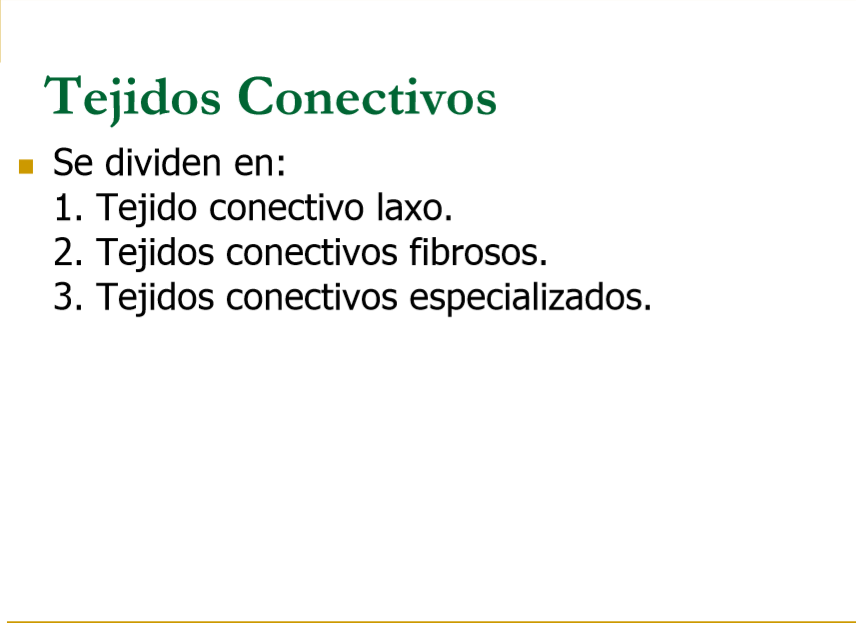 Tejidos Conectivos
Se dividen en:
1. Tejido conectivo laxo.
2. Tejidos conectivos fibrosos.
3. Tejidos conectivos especializados.